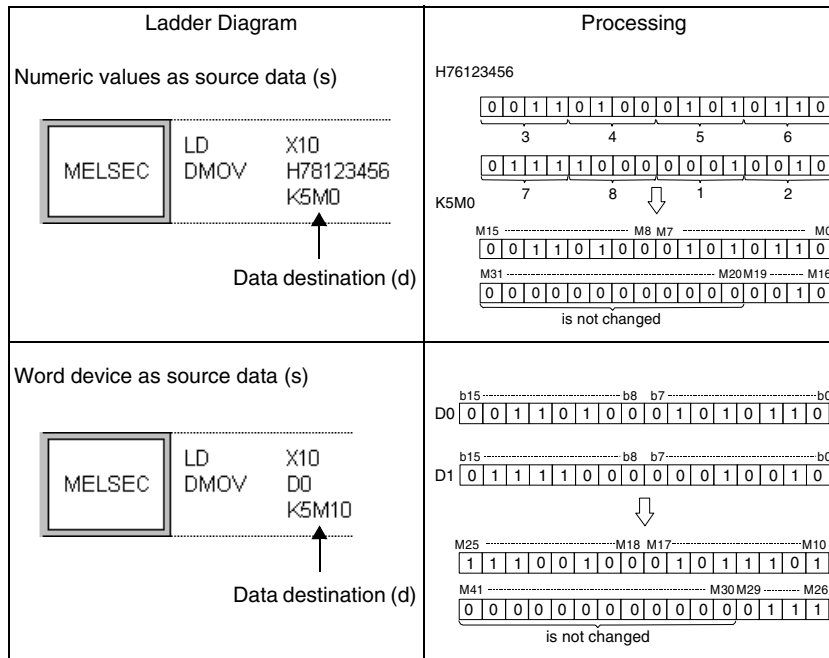 Ladder Diagram
Numeric values as source data (s)
MELSEC
LD X10
DMOV H78123456
K5M0
Data destination (d)
Processing
H76123456
0 0 1 1 0 1 0 0 0 1 0 1 0 1 1 0
3 4 5 6
0 1 1 1 1 0 0 0 0 0 0 1 0 0 1 0
7 8 1 2
K5M0
M15 M8 M7 M0
0 0 1 1 0 1 0 0 0 1 0 1 0 1 1 0
M31 M20 M19 M16
0 0 0 0 0 0 0 0 0 0 0 0 0 0 1 0
is not changed
Word device as source data (s)
MELSEC
LD X10
DMOV D0
K5M10
Data destination (d)
b15 b8 b7 b0
D0 0 0 1 1 0 1 0 0 0 1 0 1 0 1 1 0
b15 b8 b7 b0
D1 0 1 1 1 1 0 0 0 0 0 0 1 0 0 1 0
M25 M18 M17 M10
1 1 1 0 0 1 0 0 0 1 0 1 1 1 0 1
M41 M30 M29 M26
0 0 0 0 0 0 0 0 0 0 0 0 0 1 1 1
is not changed